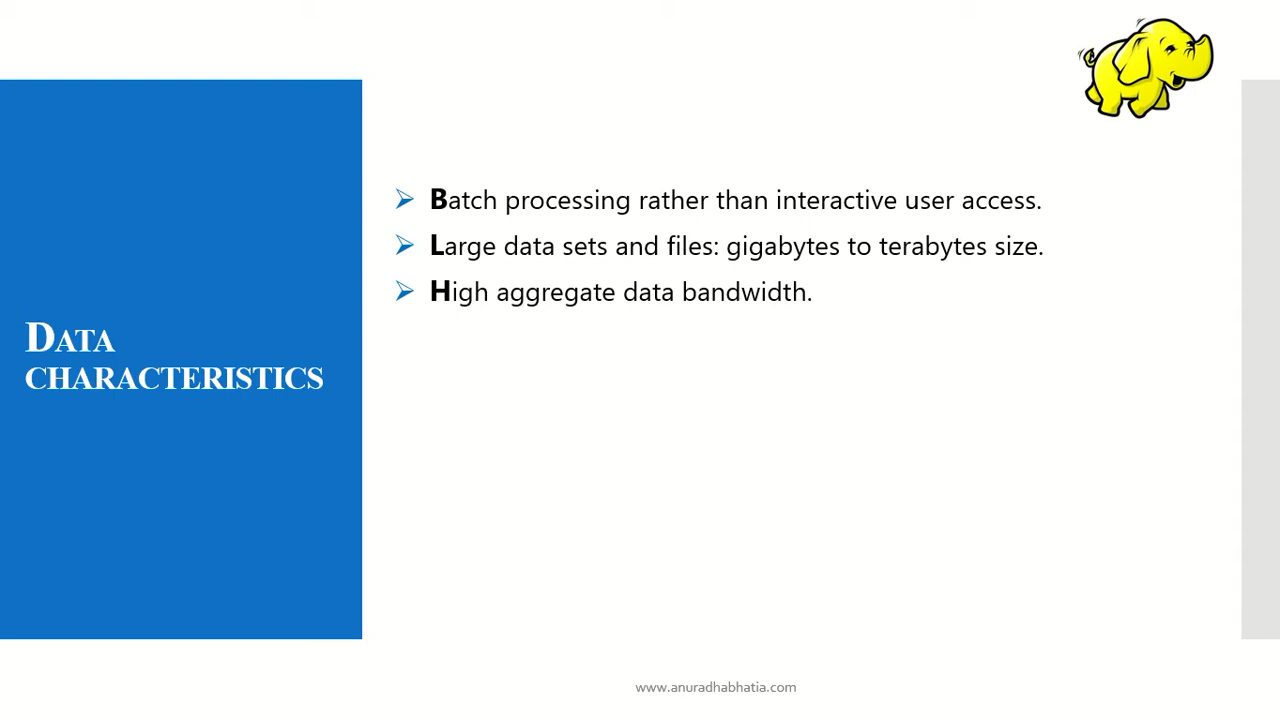 DATA
CHARACTERISTICS
Batch processing rather than interactive user access.
Large data sets and files: gigabytes to terabytes size.
High aggregate data bandwidth.
www.anuradhabhatia.com